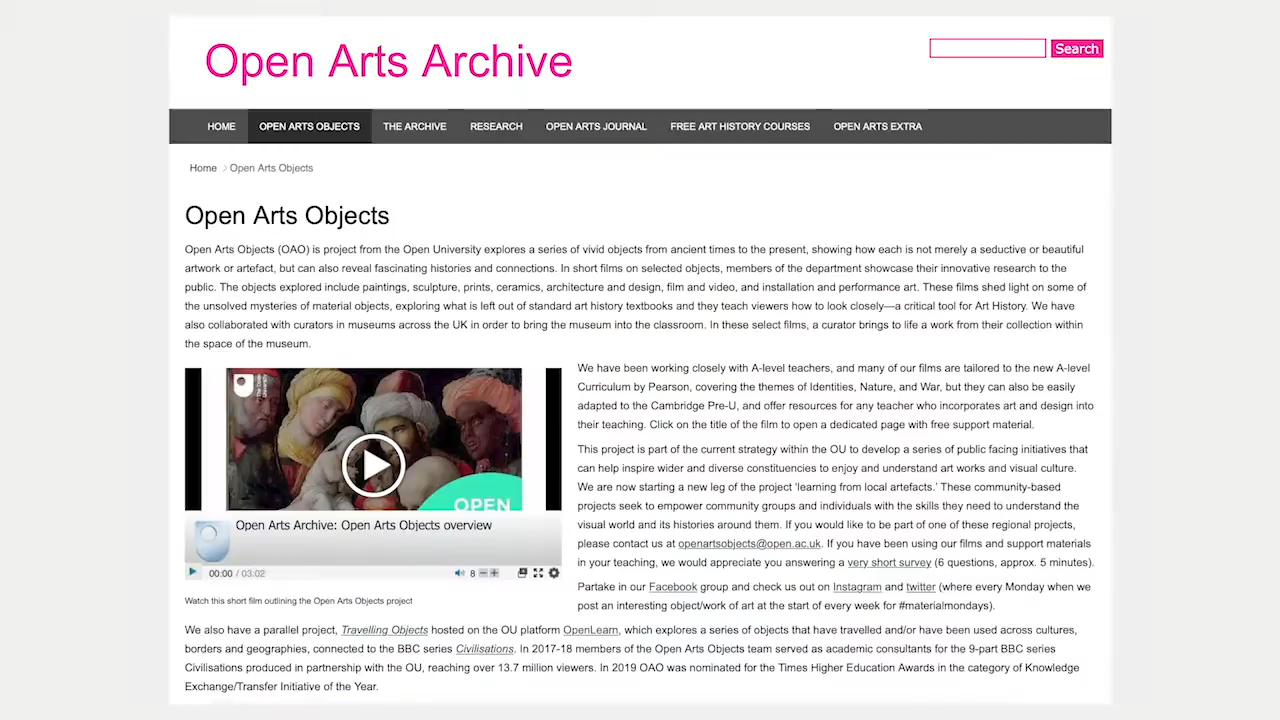 Open Arts Archive
Search
HOME OPEN ARTS OBJECTS THE ARCHIVE RESEARCH OPEN ARTS JOURNAL FREE ART HISTORY COURSES OPEN ARTS EXTRA
Home > Open Arts Objects
Open Arts Objects
Open Arts Objects (OAO) is project from the Open University explores a series of vivid objects from ancient times to the present, showing how each is not merely a seductive or beautiful
artwork or artefact, but can also reveal fascinating histories and connections. In short films on selected objects, members of the department showcase their innovative research to the
public. The objects explored include paintings, sculpture, prints, ceramics, architecture and design, film and video, and installation and performance art. These films shed light on some of
the unsolved mysteries of material objects, exploring what is left out of standard art history textbooks and they teach viewers how to look closely—a critical tool for Art History. We have
also collaborated with curators in museums across the UK in order to bring the museum into the classroom. In these select films, a curator brings to life a work from their collection within
the space of the museum.
The Open
University
OPEN
Open Arts Archive: Open Arts Objects overview
00:00 / 03:02
8
Watch this short film outlining the Open Arts Objects project
We have been working closely with A-level teachers, and many of our films are tailored to the new A-level
Curriculum by Pearson, covering the themes of Identities, Nature, and War, but they can also be easily
adapted to the Cambridge Pre-U, and offer resources for any teacher who incorporates art and design into
their teaching. Click on the title of the film to open a dedicated page with free support material.
This project is part of the current strategy within the OU to develop a series of public facing initiatives that
can help inspire wider and diverse constituencies to enjoy and understand art works and visual culture.
We are now starting a new leg of the project ‘learning from local artefacts.’ These community-based
projects seek to empower community groups and individuals with the skills they need to understand the
visual world and its histories around them. If you would like to be part of one of these regional projects,
please contact us at openartsobjects@open.ac.uk. If you have been using our films and support materials
in your teaching, we would appreciate you answering a very short survey (6 questions, approx. 5 minutes).
Partake in our Facebook group and check us out on Instagram and twitter (where every Monday when we
post an interesting object/work of art at the start of every week for #materialmondays).
We also have a parallel project, Travelling Objects hosted on the OU platform OpenLearn, which explores a series of objects that have travelled and/or have been used across cultures,
borders and geographies, connected to the BBC series Civilisations. In 2017-18 members of the Open Arts Objects team served as academic consultants for the 9-part BBC series
Civilisations produced in partnership with the OU, reaching over 13.7 million viewers. In 2019 OAO was nominated for the Times Higher Education Awards in the category of Knowledge
Exchange/Transfer Initiative of the Year.